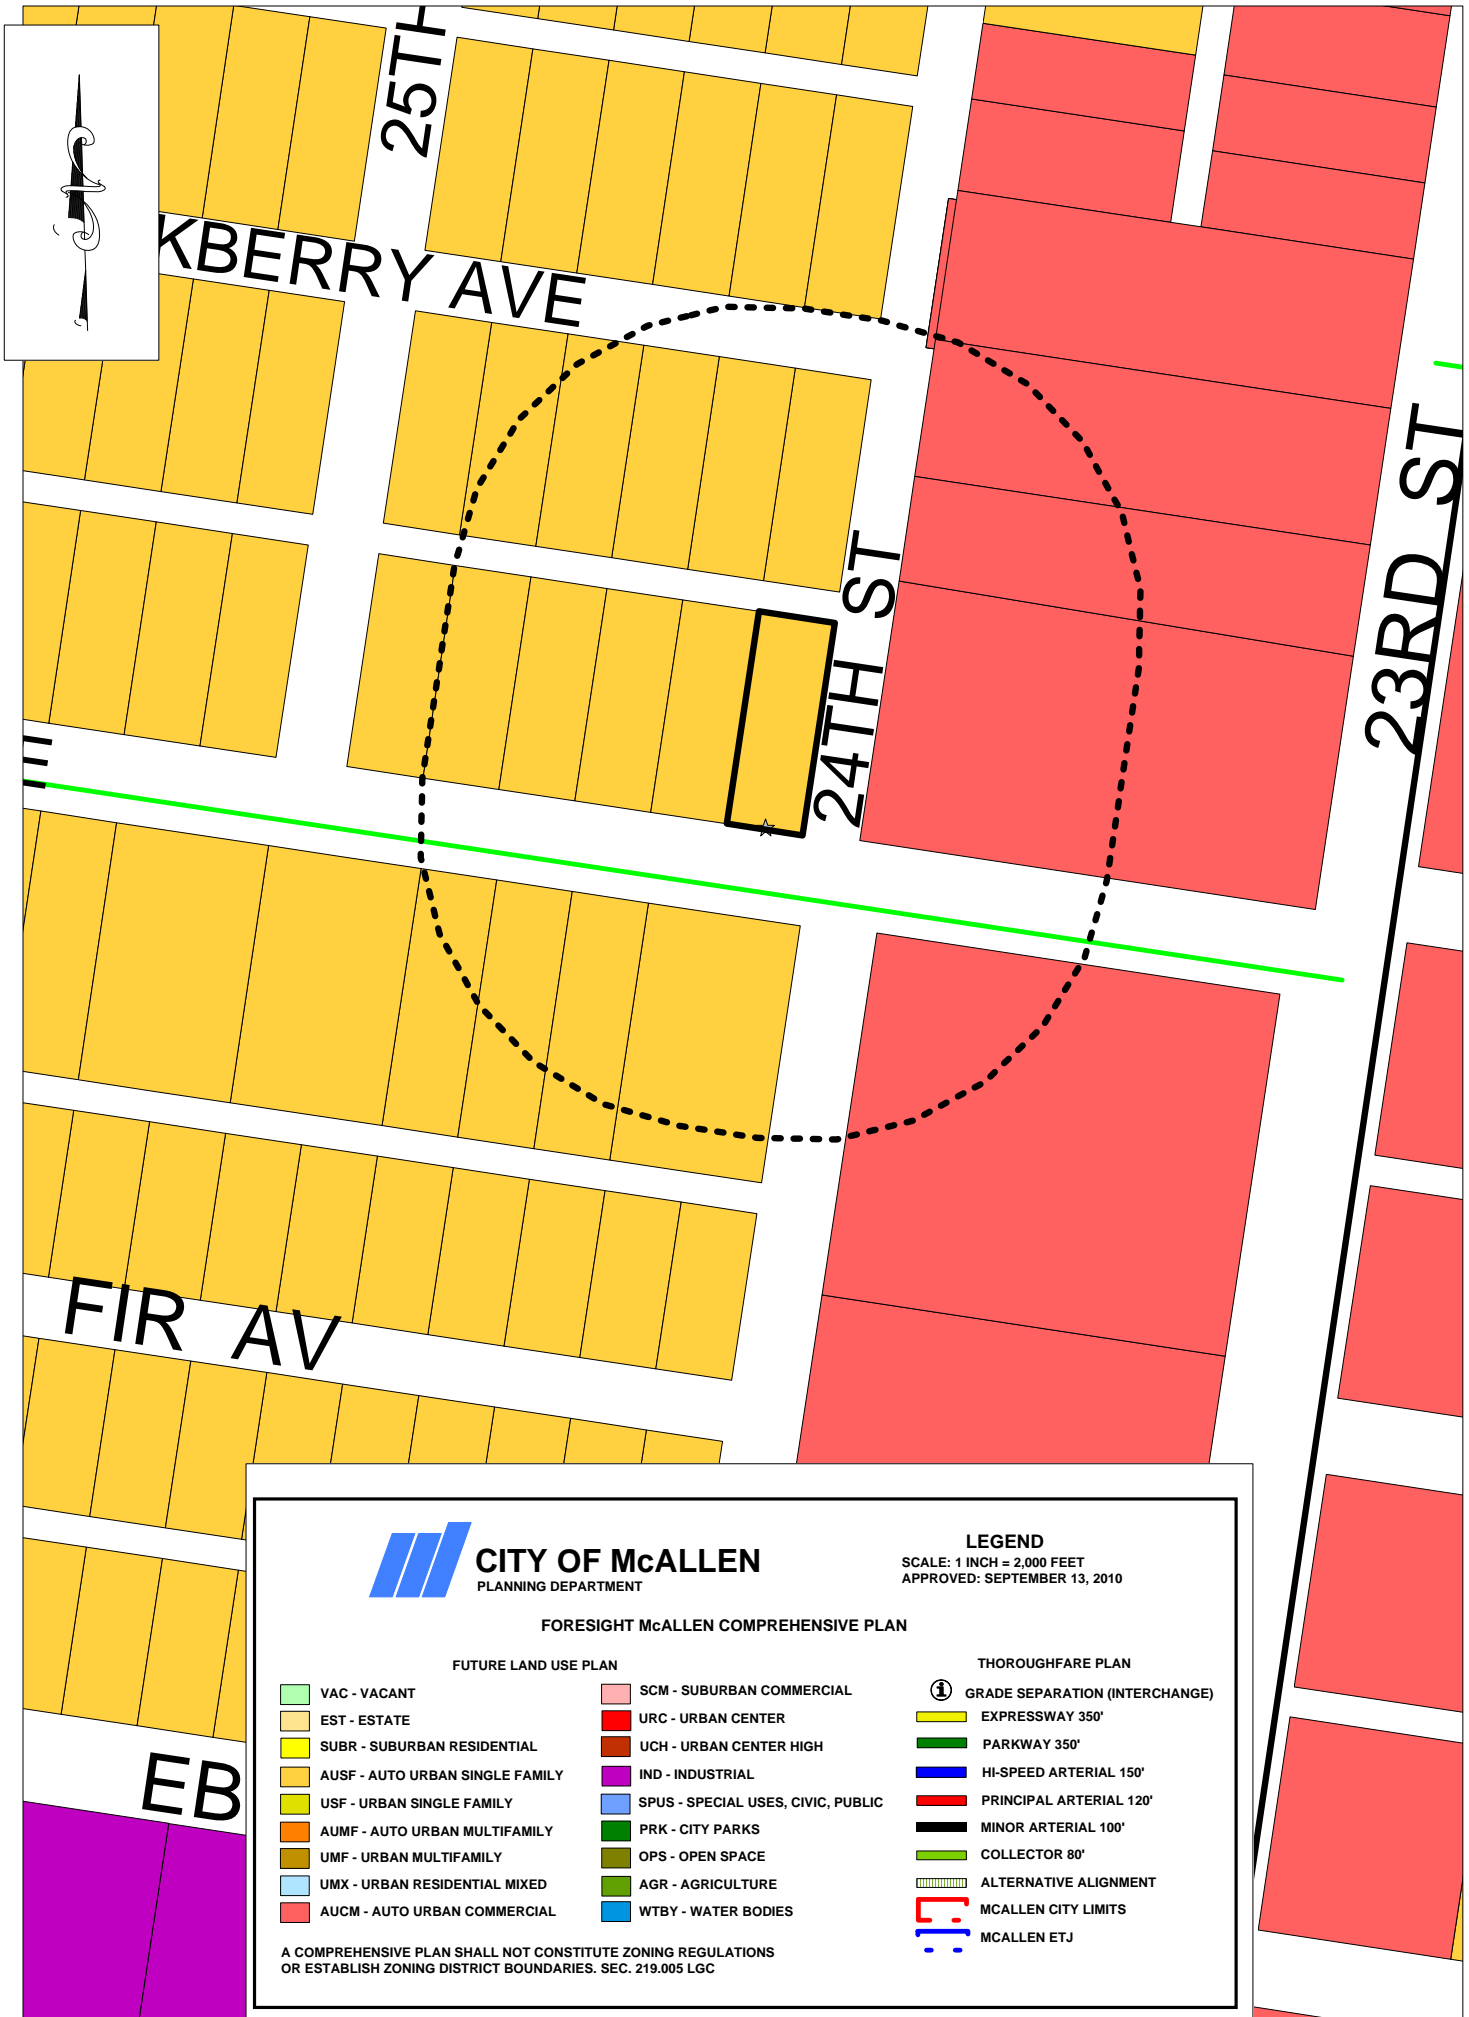 25TH
KBERRY AVE
24TH ST
23RD ST
E
FIR AV
EB
CITY OF McALLEN
PLANNING DEPARTMENT
LEGEND
SCALE: 1 INCH = 2,000 FEET
APPROVED: SEPTEMBER 13, 2010
FORESIGHT McALLEN COMPREHENSIVE PLAN
FUTURE LAND USE PLAN
VAC - VACANT
EST - ESTATE
SUBR - SUBURBAN RESIDENTIAL
AUSF - AUTO URBAN SINGLE FAMILY
USF - URBAN SINGLE FAMILY
AUMF - AUTO URBAN MULTIFAMILY
UMF - URBAN MULTIFAMILY
UMX - URBAN RESIDENTIAL MIXED
AUCM - AUTO URBAN COMMERCIAL
SCM - SUBURBAN COMMERCIAL
URC - URBAN CENTER
UCH - URBAN CENTER HIGH
IND - INDUSTRIAL
SPUS - SPECIAL USES, CIVIC, PUBLIC
PRK - CITY PARKS
OPS - OPEN SPACE
AGR - AGRICULTURE
WTBY - WATER BODIES
THOROUGHFARE PLAN
GRADE SEPARATION (INTERCHANGE)
EXPRESSWAY 350'
PARKWAY 350'
HI-SPEED ARTERIAL 150'
PRINCIPAL ARTERIAL 120'
MINOR ARTERIAL 100'
COLLECTOR 80'
ALTERNATIVE ALIGNMENT
MCALLEN CITY LIMITS
MCALLEN ETJ
A COMPREHENSIVE PLAN SHALL NOT CONSTITUTE ZONING REGULATIONS
OR ESTABLISH ZONING DISTRICT BOUNDARIES. SEC. 219.005 LGC